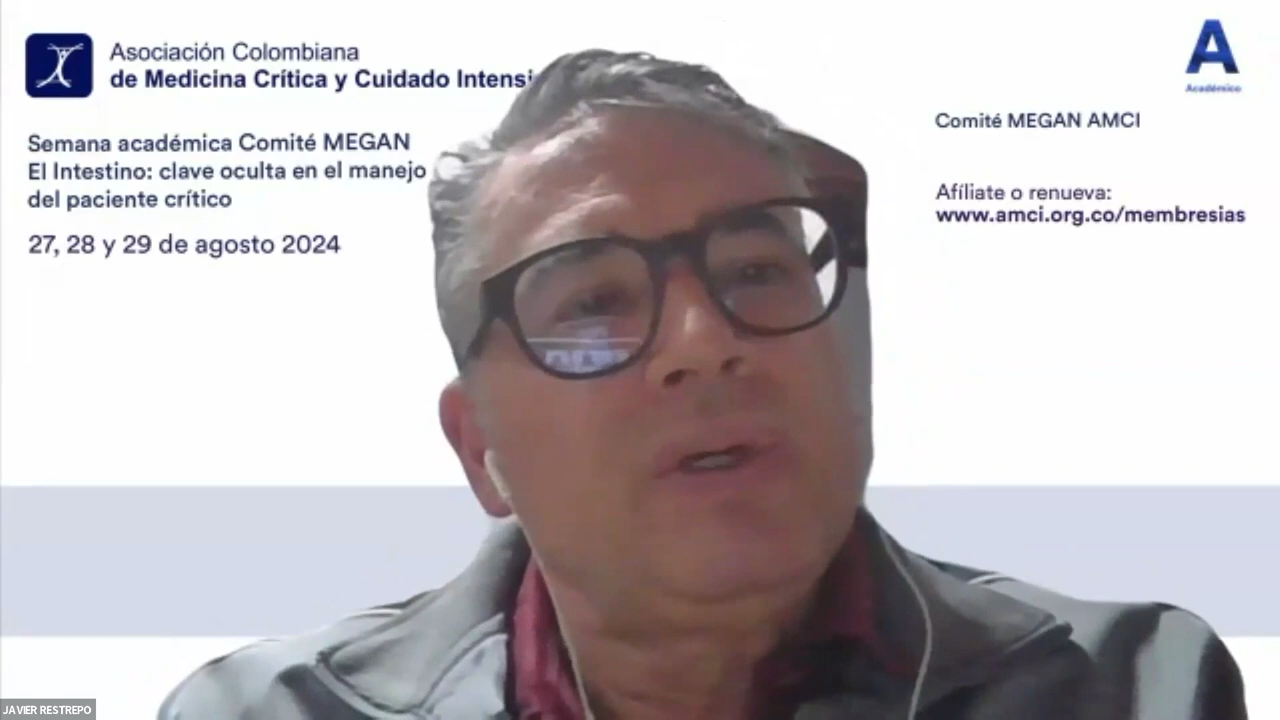 Asociación Colombiana
de Medicina Crítica y Cuidado Intensi
Semana académica Comité MEGAN
El Intestino: clave oculta en el manejo
del paciente crítico
27, 28 y 29 de agosto 2024
A
Académico
Comité MEGAN AMCI
Afíliate o renueva:
www.amci.org.co/membresias
JAVIER RESTREPO